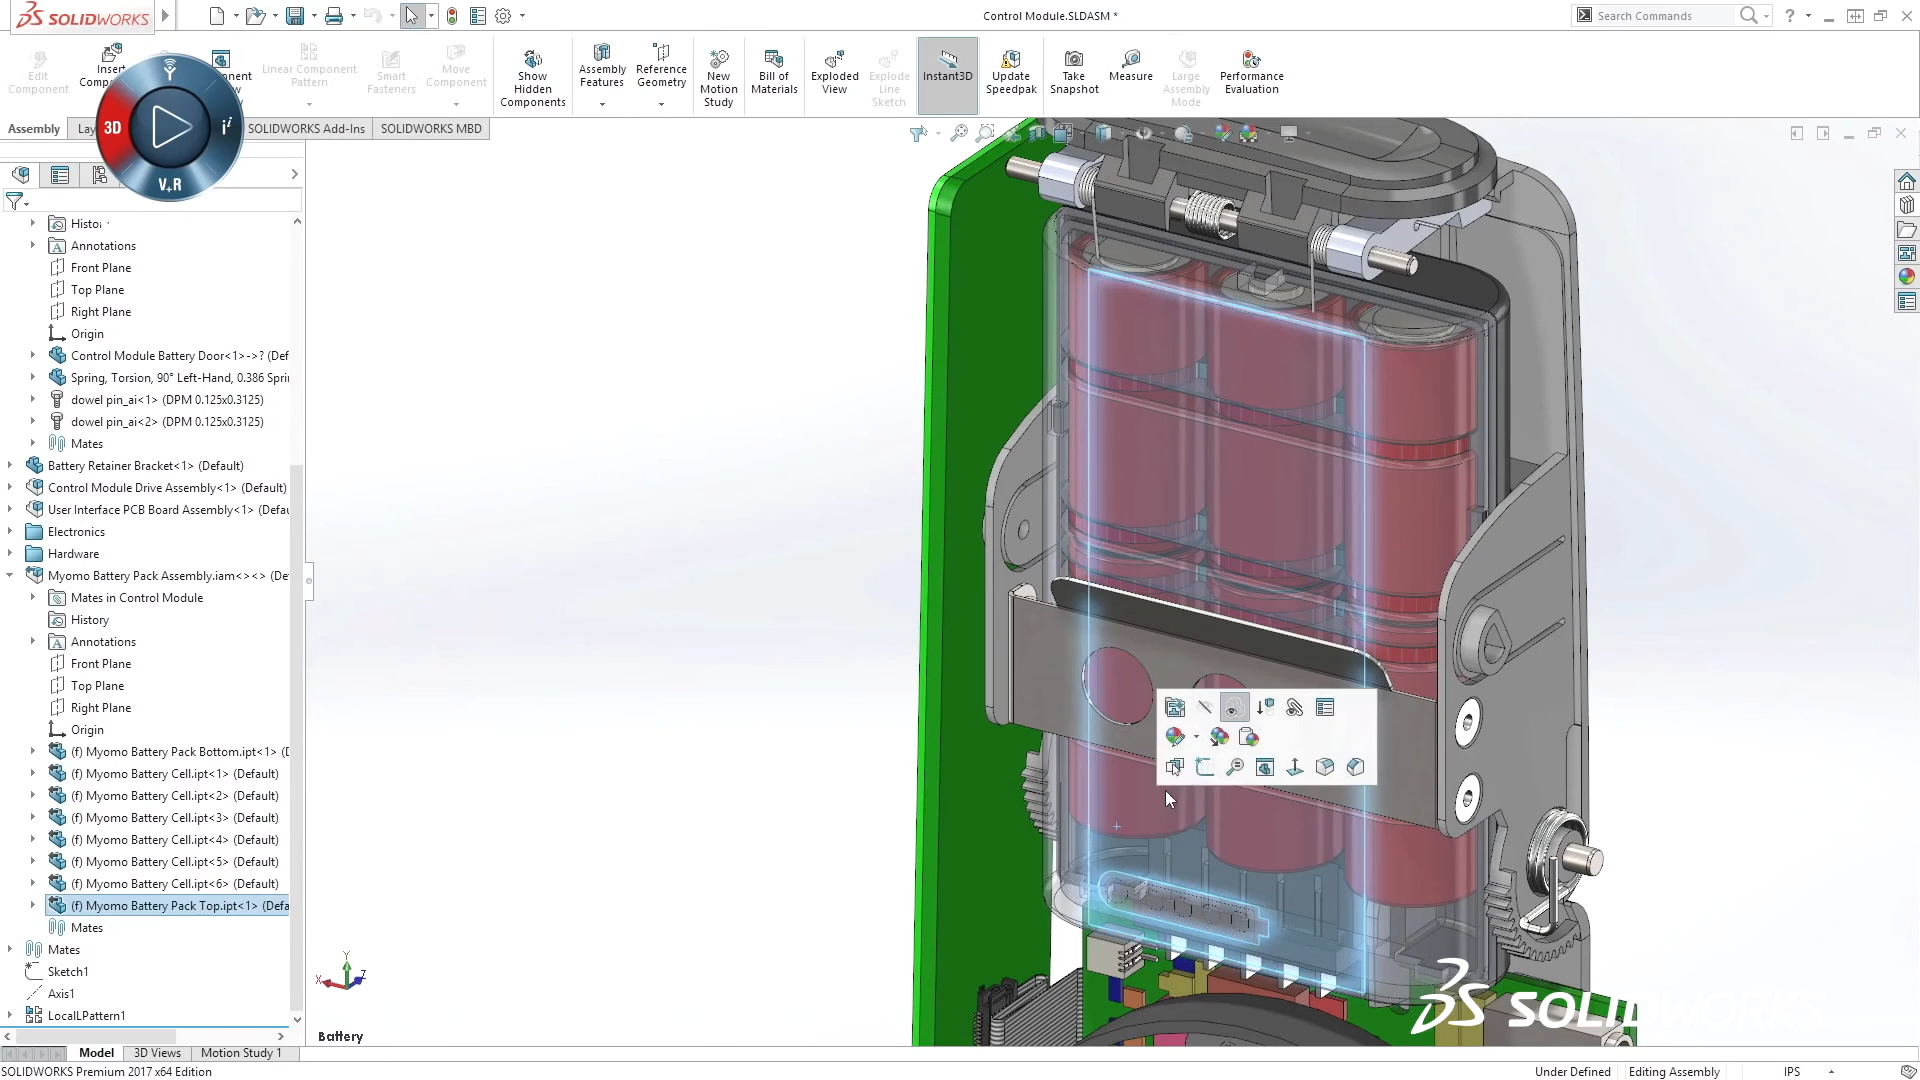 SOLIDWORKS
Control Module.SLDASM *
Search Commands
?
Edit
Component
Insert
Linear Component
Pattern
Smart
Fasteners
Move
Component
Show
Hidden
Components
Assembly
Features
Reference
Geometry
New
Motion
Study
Bill of
Materials
Exploded
View
Explode
Line
Sketch
Instant3D
Update
Speedpak
Take
Snapshot
Measure
Large
Assembly
Mode
Performance
Evaluation
3D
i²
V+R
Assembly
SOLIDWORKS Add-Ins
SOLIDWORKS MBD
Annotations
Front Plane
Top Plane
Right Plane
Origin
Control Module Battery Door<1>->? (Def
Spring, Torsion, 90° Left-Hand, 0.386 Spri
dowel pin_ai<1> (DPM 0.125x0.3125)
dowel pin_ai<2> (DPM 0.125x0.3125)
Mates
Battery Retainer Bracket<1> (Default)
Control Module Drive Assembly<1> (Default)
User Interface PCB Board Assembly<1> (Defau
Electronics
Hardware
Myomo Battery Pack Assembly.iam<><> (De
Mates in Control Module
History
Annotations
Front Plane
Top Plane
Right Plane
Origin
(f) Myomo Battery Pack Bottom.ipt<1> (D
(f) Myomo Battery Cell.ipt<1> (Default)
(f) Myomo Battery Cell.ipt<2> (Default)
(f) Myomo Battery Cell.ipt<3> (Default)
(f) Myomo Battery Cell.ipt<4> (Default)
(f) Myomo Battery Cell.ipt<5> (Default)
(f) Myomo Battery Cell.ipt<6> (Default)
(f) Myomo Battery Pack Top.ipt<1> (Defa
Mates
Mates
Sketch1
Axis1
LocalLPattern1
Y
X
Z
Battery
SOLIDWORKS
Model
3D Views
Motion Study 1
SOLIDWORKS Premium 2017 x64 Edition
Under Defined
Editing Assembly
IPS